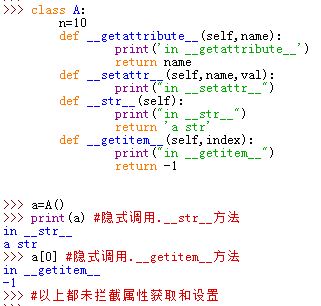 >>> class A:
        n=10
        def __getattribute__(self,name):
                print('in __getattribute__')
                return name
        def __setattr__(self,name,val):
                print("in __setattr__")
        def __str__(self):
                print("in __str__")
                return 'a str'
        def __getitem__(self,index):
                print("in __getitem__")
                return -1
>>> a=A()
>>> print(a) #隐式调用.__str__方法
in __str__
a str
>>> a[0] #隐式调用.__getitem__方法
in __getitem__
-1
>>> #以上都未拦截属性获取和设置